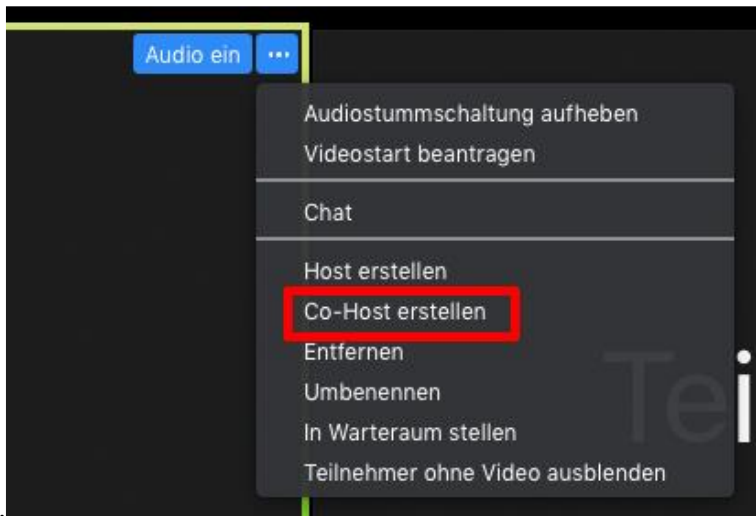 Audio ein ...
Audiostummschaltung aufheben
Videostart beantragen
Chat
Host erstellen
Co-Host erstellen
Entfernen
Umbenennen
In Warteraum stellen
Teilnehmer ohne Video ausblenden
Tei